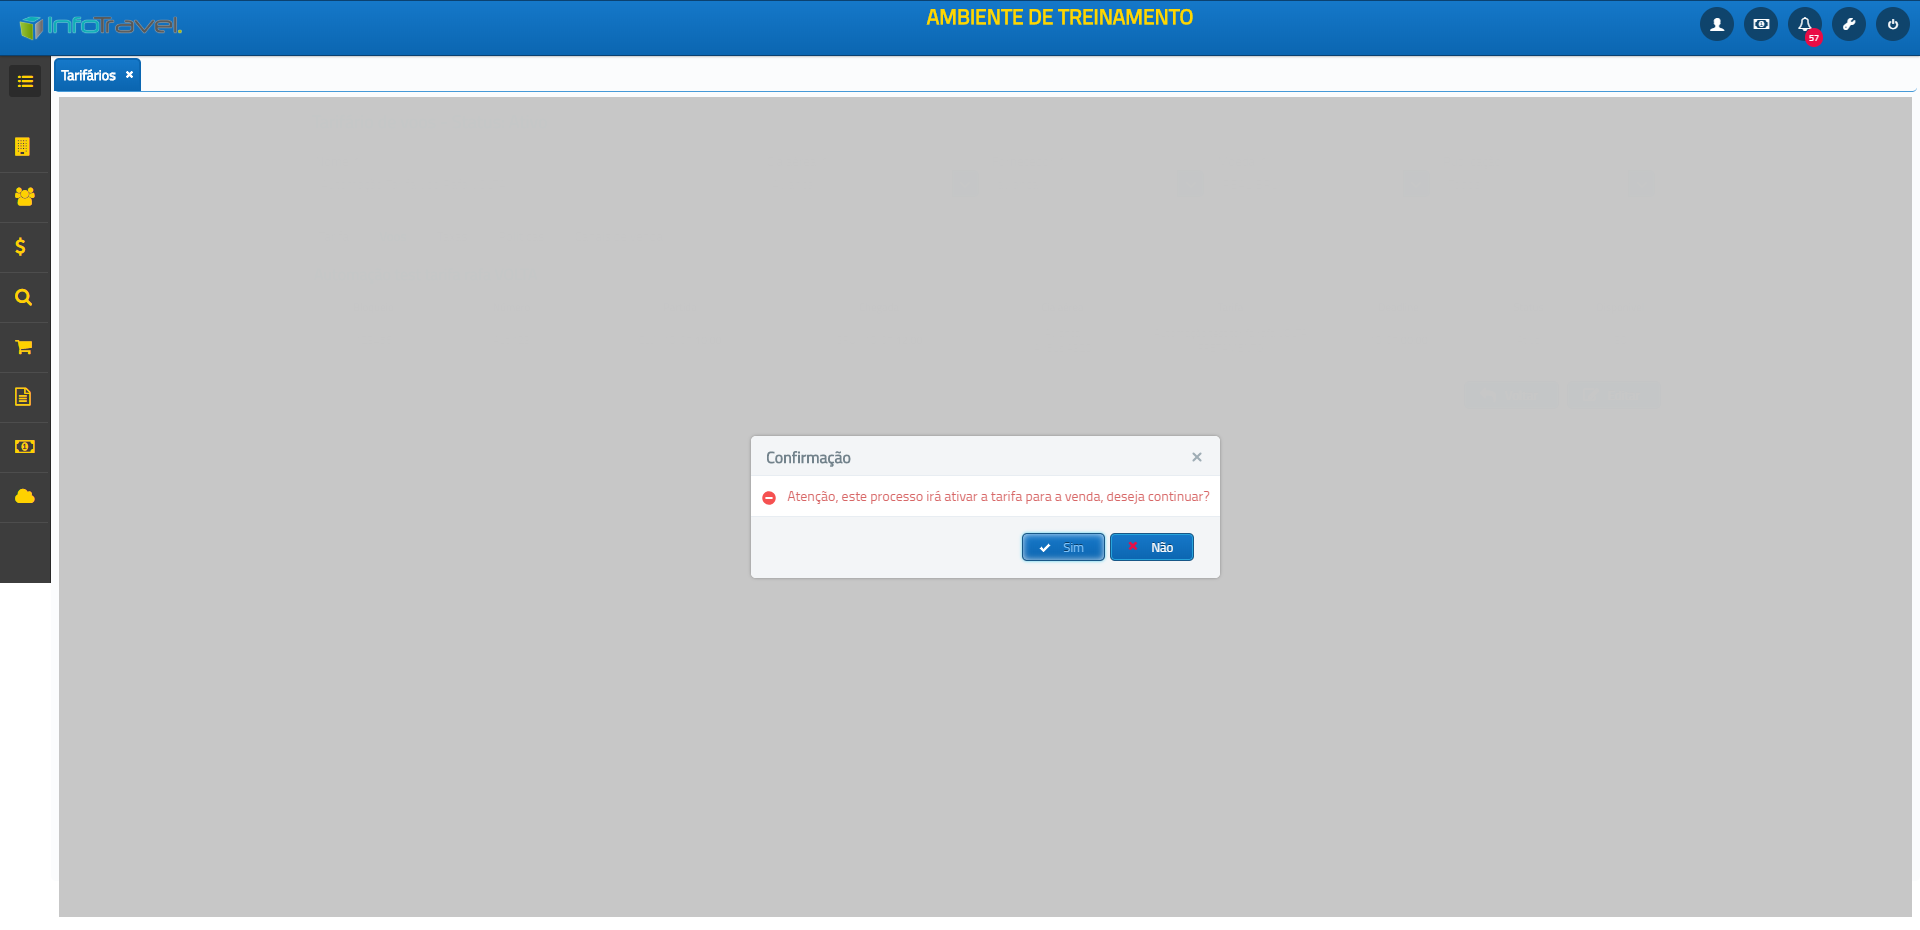 InfoTravel.
AMBIENTE DE TREINAMENTO
57
Tarifários
Confirmação
Atenção, este processo irá ativar a tarifa para a venda, deseja continuar?
Sim
Não